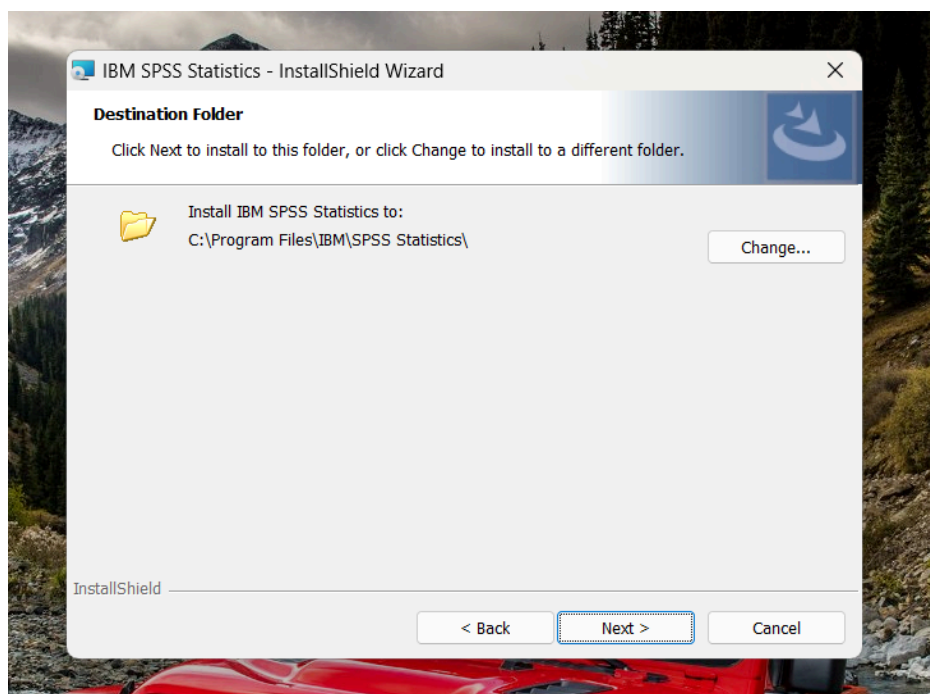 IBM SPSS Statistics - InstallShield Wizard
Destination Folder
Click Next to install to this folder, or click Change to install to a different folder.
Install IBM SPSS Statistics to:
C:\Program Files\IBM\SPSS Statistics\
Change...
InstallShield
< Back
Next >
Cancel